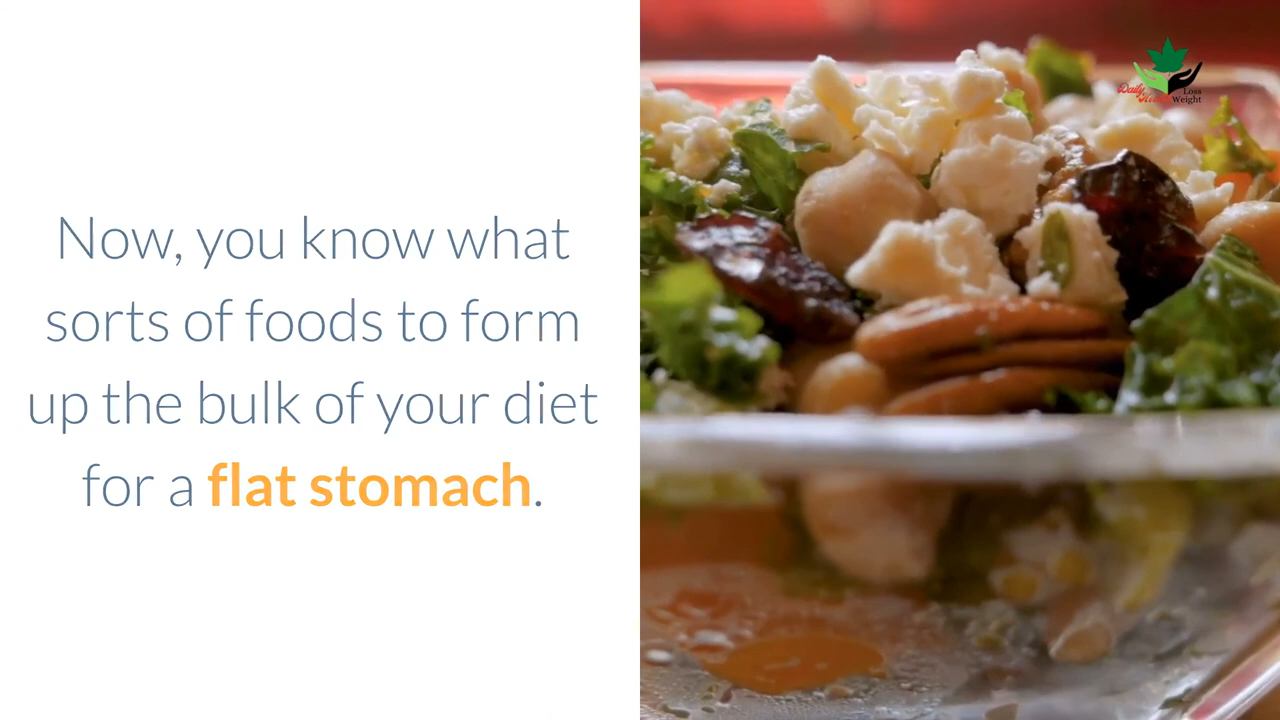 Now, you know what
sorts of foods to form
up the bulk of your diet
for a flat stomach.
Daily
Loss
Weight